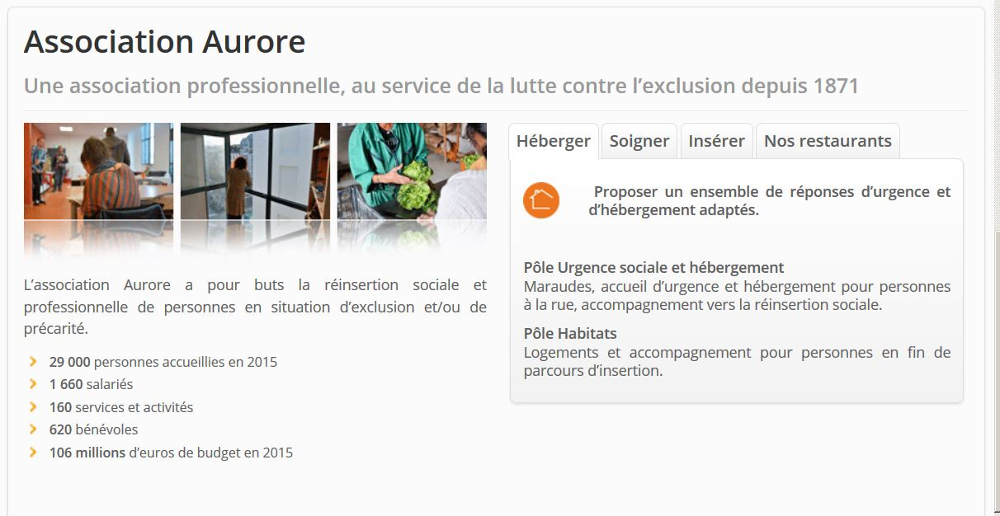 Association Aurore
Une association professionnelle, au service de la lutte contre l’exclusion depuis 1871
L’association Aurore a pour buts la réinsertion sociale et
professionnelle de personnes en situation d’exclusion et/ou de
précarité.
29 000 personnes accueillies en 2015
1 660 salariés
160 services et activités
620 bénévoles
106 millions d’euros de budget en 2015
Héberger Soigner Insérer Nos restaurants
Proposer un ensemble de réponses d’urgence et
d’hébergement adaptés.
Pôle Urgence sociale et hébergement
Maraudes, accueil d’urgence et hébergement pour personnes
à la rue, accompagnement vers la réinsertion sociale.
Pôle Habitats
Logements et accompagnement pour personnes en fin de
parcours d’insertion.